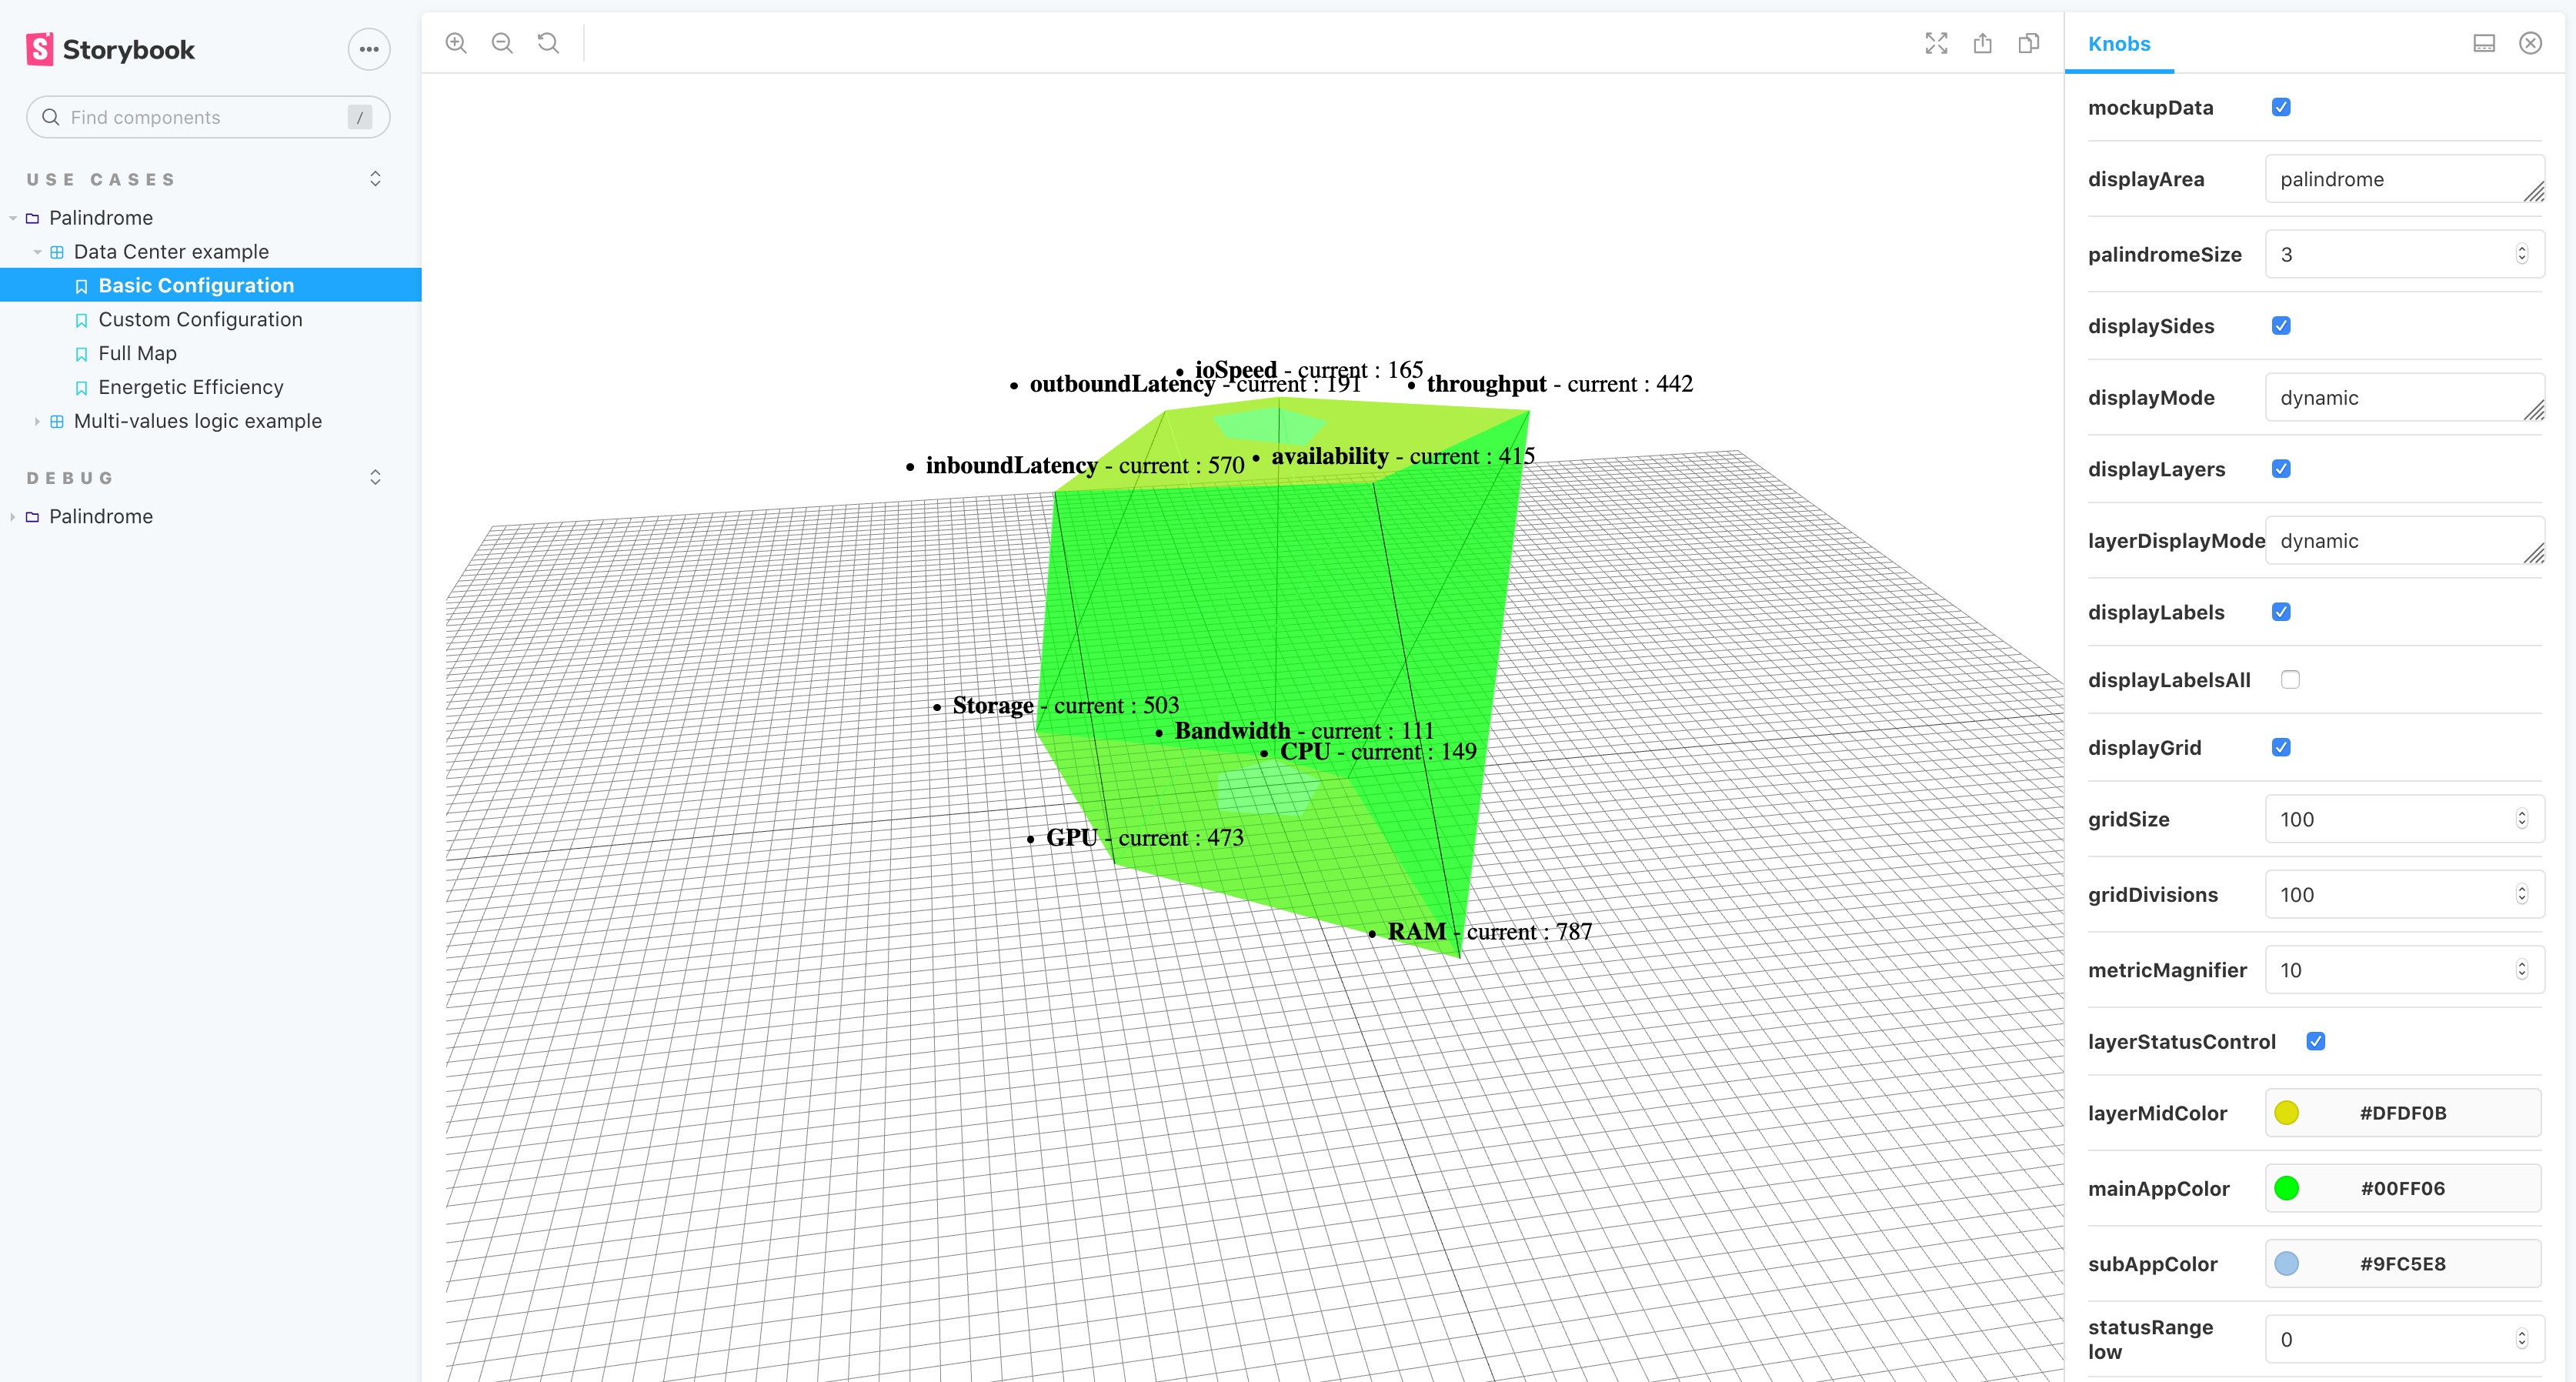 Storybook
Find components
/
USE CASES
Palindrome
Data Center example
Basic Configuration
Custom Configuration
Full Map
Energetic Efficiency
Multi-values logic example
DEBUG
Palindrome
ioSpeed - current : 165
outboundLatency - current : 191
throughput - current : 442
availability - current : 415
inboundLatency - current : 570
Storage - current : 503
Bandwidth - current : 111
CPU - current : 149
GPU - current : 473
RAM - current : 787
Knobs
mockupData
displayArea palindrome
palindromeSize 3
displaySides
displayMode dynamic
displayLayers
layerDisplayMode dynamic
displayLabels
displayLabelsAll
displayGrid
gridSize 100
gridDivisions 100
metricMagnifier 10
layerStatusControl
layerMidColor #DFDF0B
mainAppColor #00FF06
subAppColor #9FC5E8
statusRange
low 0